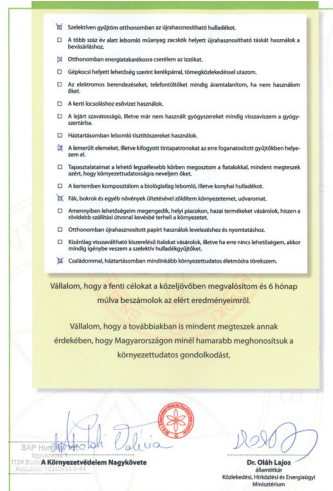 Szelektíven gyűjtöm otthonomban az újrahasznosítható hulladékot.
A több száz év alatt lebomló műanyag zacskók helyett újrahasznosítható táskát használok a
bevásárláshoz.
Otthonomban energiatakarékosra cserélem az izzókat.
Gépkocsi helyett lehetőség szerint kerékpárral, tömegközlekedéssel utazom.
Az elektromos berendezéseket, telefontöltőket mindig áramtalanítom, ha nem használom
őket.
A kerti locsoláshoz esővizet használok.
A lejárt szavatosságú, illetve már nem használt gyógyszereket mindig visszaviszem a gyógy-
szertárba.
Háztartásomban lebomló tisztítószereket használok.
A lemerült elemeket, illetve kifogyott tintapatronokat az erre fogantatosított gyűjtőkben helye-
zem el.
Tapasztalataimat a lehető legszélesebb körben megosztom a fiatalokkal, mindent megteszek
azért, hogy környezettudatosságra neveljem őket.
A kertemben komposztálom a biológiailag lebomló, illetve konyhai hulladékot.
Fák, bokrok és egyéb növények ültetésével zöldítem környezetemet, udvaromat.
Amennyiben lehetőségeim megengedik, helyi piacokon, hazai termékeket vásárolok, hiszen a
rövidebb szállítási útvonal kevésbé terheli a környezetet.
Otthonomban újrahasznosított papírt használok levelezéshez és nyomtatáshoz.
Kizárólag visszaváltható kiszerelésű italokat vásárolok, illetve ha erre nincs lehetőségem, akkor
mindig igénybe veszem a szelektív hulladékgyűjtőket.
Családommal, háztartásomban mindinkább környezettudatos életmódra törekszem.
Vállalom, hogy a fenti célokat a közeljövőben megvalósítom és 6 hónap
múlva beszámolok az elért eredményeimről.
Vállalom, hogy a továbbiakban is mindent megteszek annak
érdekében, hogy Magyarországon minél hamarabb meghonosítsuk a
környezettudatos gondolkodást.
SAP
A Környezetvédelem Nagykövete
Dr. Oláh Lajos
államtitkár
Közlekedési, Hírközlési és Energiaügyi
Minisztérium